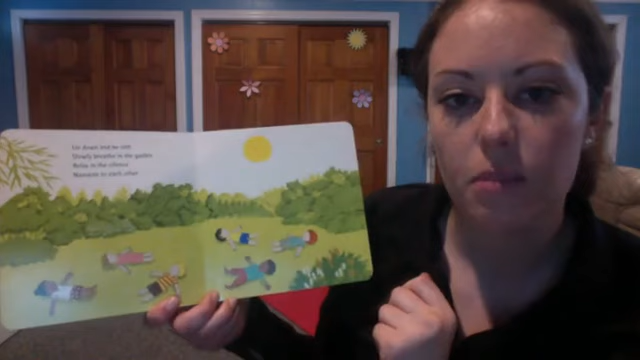 Lie down and be still.
Slowly breathe in the garden.
Relax in the silence.
Namaste to each other.